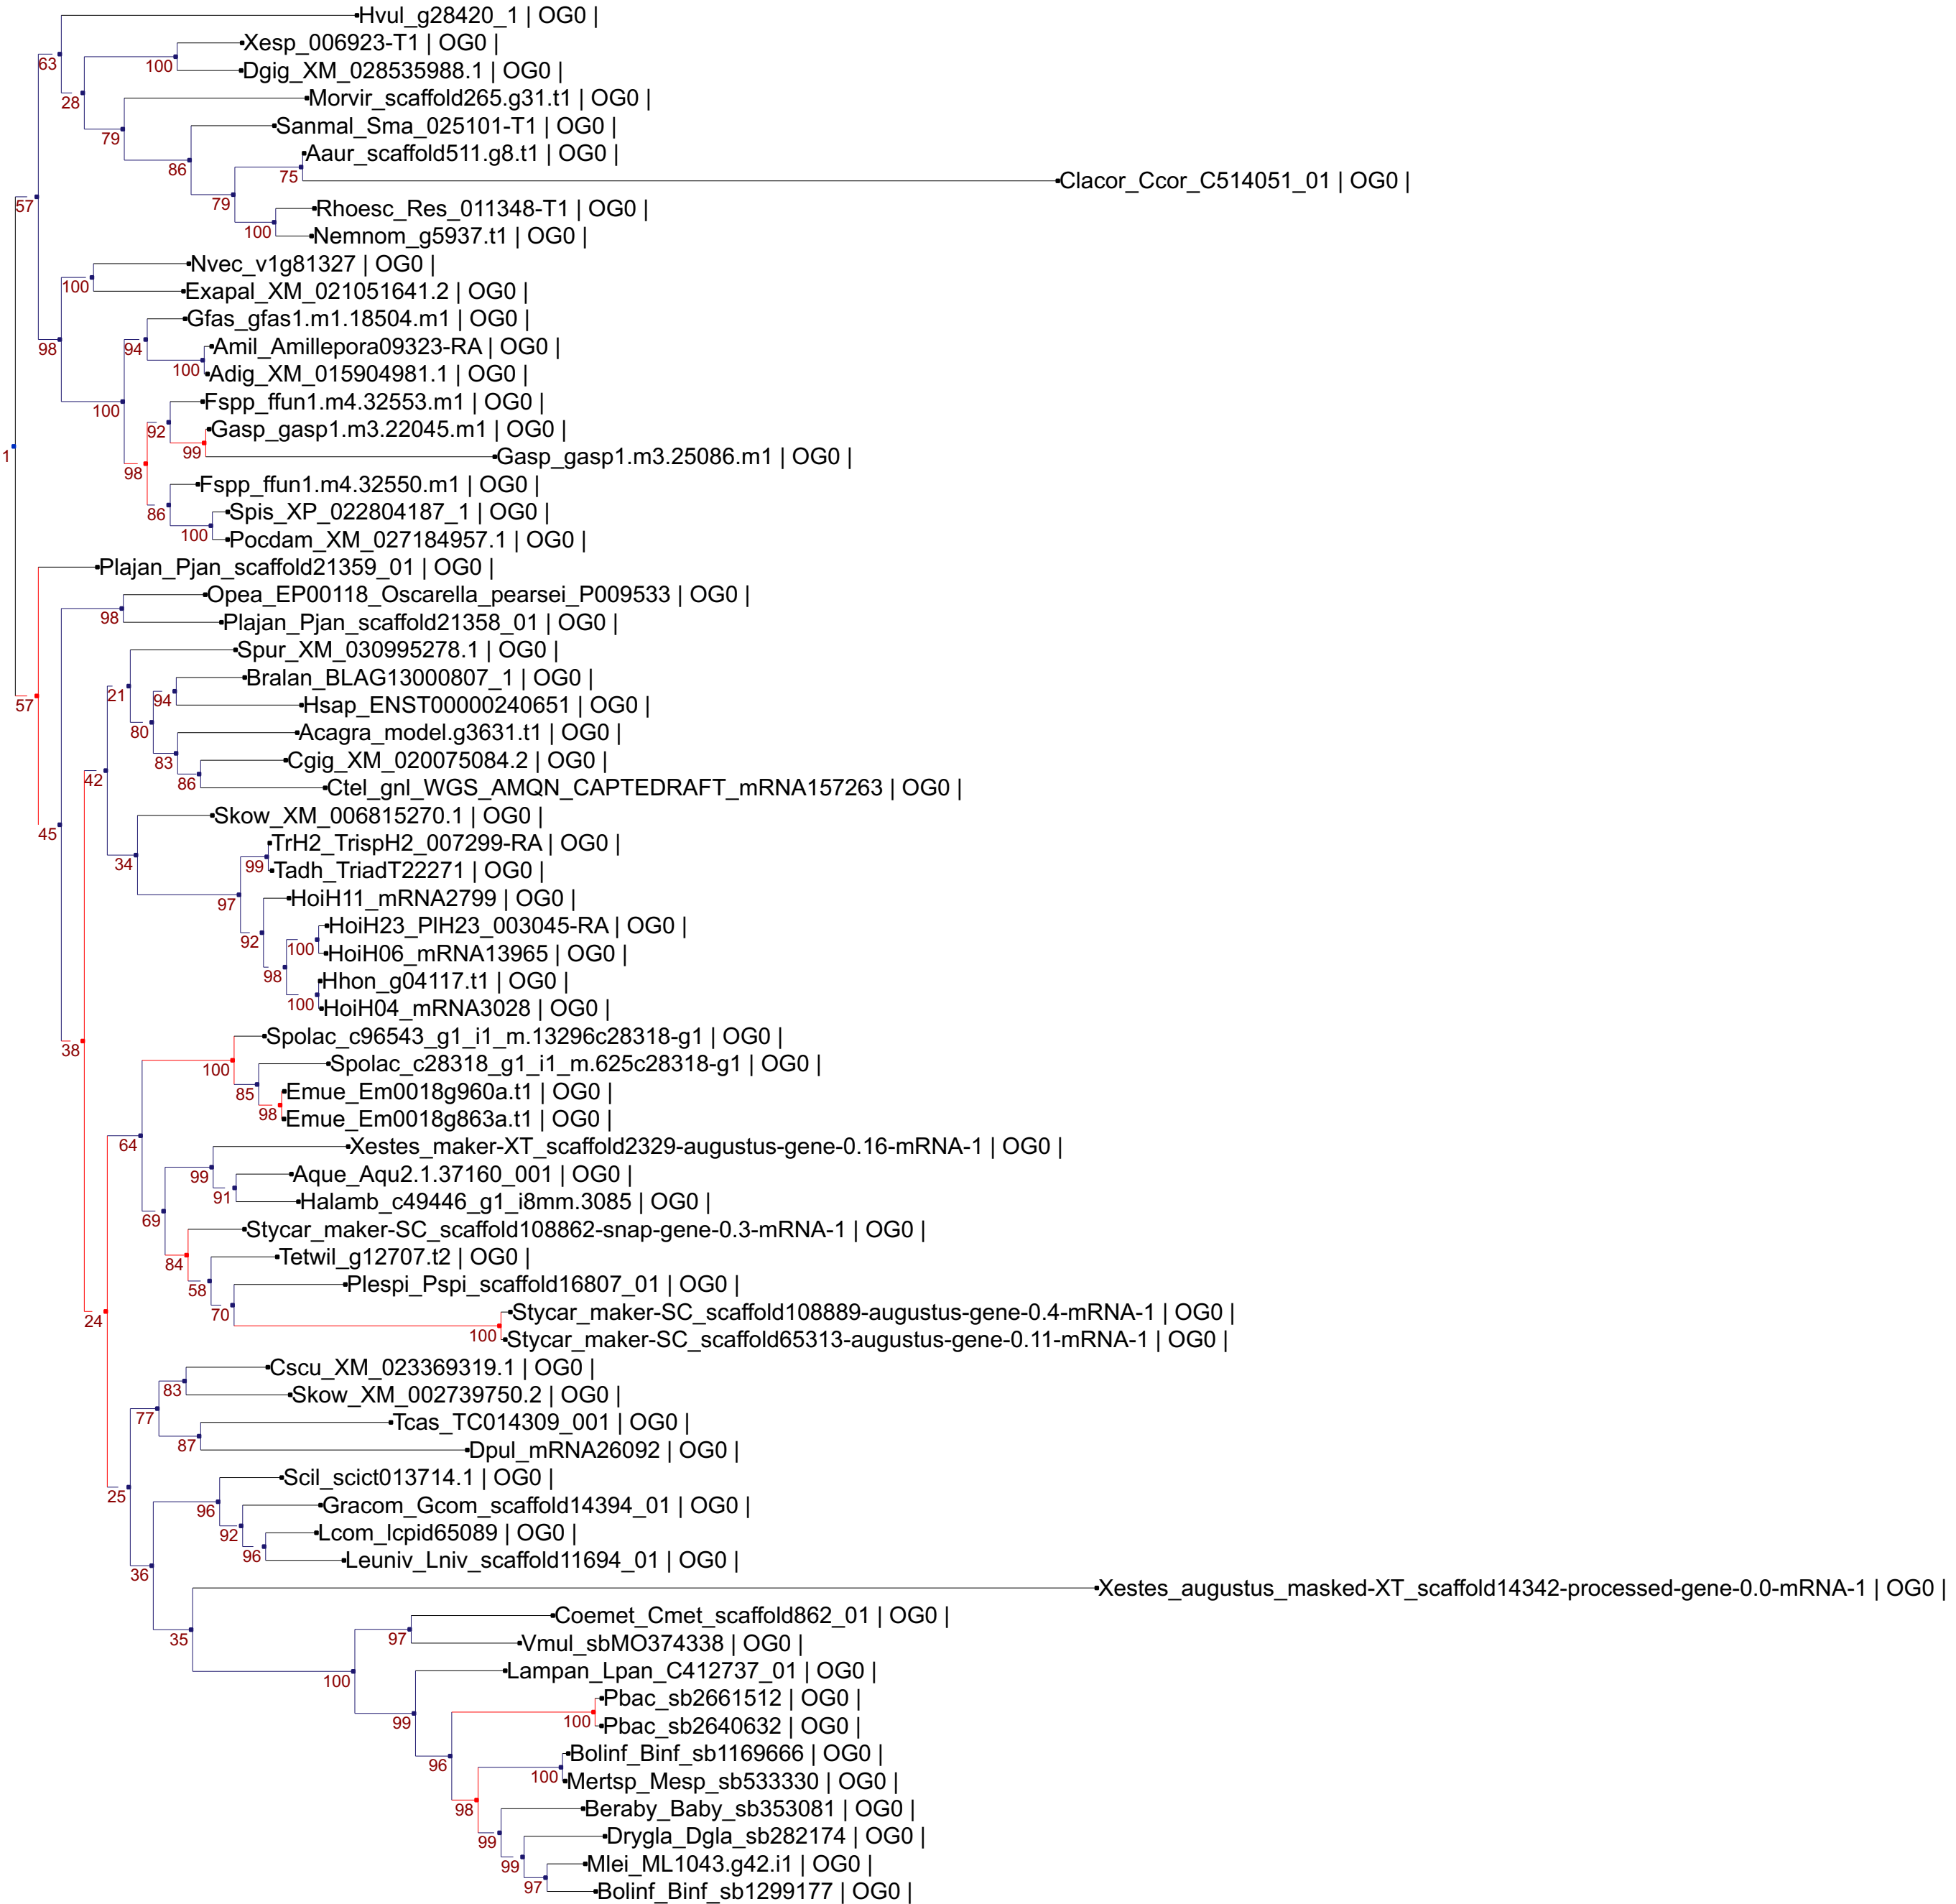 Hvul_g28420_1 | OG0 |
Xesp_006923-T1 | OG0 |
63
100
Dgig_XM_028535988.1 | OG0 |
28
Morvir_scaffold265.g31.t1 | OG0 |
79
Sanmal_Sma_025101-T1 | OG0 |
86
Aaur_scaffold511.g8.t1 | OG0 |
75
Clacor_Ccor_C514051_01 | OG0 |
57
79
Rhoesc_Res_011348-T1 | OG0 |
100
Nemnom_g5937.t1 | OG0 |
Nvec_v1g81327 | OG0 |
100
Exapal_XM_021051641.2 | OG0 |
Gfas_gfas1.m1.18504.m1 | OG0 |
98
94
Amil_Amillepora09323-RA | OG0 |
100
Adig_XM_015904981.1 | OG0 |
100
Fspp_ffun1.m4.32553.m1 | OG0 |
92
Gasp_gasp1.m3.22045.m1 | OG0 |
1
99
Gasp_gasp1.m3.25086.m1 | OG0 |
98
Fspp_ffun1.m4.32550.m1 | OG0 |
86
Spis_XP_022804187_1 | OG0 |
100
Pocdam_XM_027184957.1 | OG0 |
Plajan_Pjan_scaffold21359_01 | OG0 |
Opea_EP00118_Oscarella_pearsei_P009533 | OG0 |
98
Plajan_Pjan_scaffold21358_01 | OG0 |
Spur_XM_030995278.1 | OG0 |
57
21
Bralan_BLAG13000807_1 | OG0 |
94
Hsap_ENST00000240651 | OG0 |
80
Acagra_model.g3631.t1 | OG0 |
83
Cgig_XM_020075084.2 | OG0 |
42
86
Ctel_gnl_WGS_AMQN_CAPTEDRAFT_mRNA157263 | OG0 |
45
Skow_XM_006815270.1 | OG0 |
TrH2_TrispH2_007299-RA | OG0 |
34
99
Tadh_TriadT22271 | OG0 |
97
HoiH11_mRNA2799 | OG0 |
92
HoiH23_PlH23_003045-RA | OG0 |
100
HoiH06_mRNA13965 | OG0 |
98
Hhon_g04117.t1 | OG0 |
100
HoiH04_mRNA3028 | OG0 |
38
Spolac_c96543_g1_i1_m.13296c28318-g1 | OG0 |
100
Spolac_c28318_g1_i1_m.625c28318-g1 | OG0 |
85
Emue_Em0018g960a.t1 | OG0 |
98
Emue_Em0018g863a.t1 | OG0 |
64
Xestes_maker-XT_scaffold2329-augustus-gene-0.16-mRNA-1 | OG0 |
99
Aque_Aqu2.1.37160_001 | OG0 |
91
Halamb_c49446_g1_i8mm.3085 | OG0 |
69
Stycar_maker-SC_scaffold108862-snap-gene-0.3-mRNA-1 | OG0 |
84
Tetwil_g12707.t2 | OG0 |
58
Plespi_Pspi_scaffold16807_01 | OG0 |
24
70
Stycar_maker-SC_scaffold108889-augustus-gene-0.4-mRNA-1 | OG0 |
100
Stycar_maker-SC_scaffold65313-augustus-gene-0.11-mRNA-1 | OG0 |
Cscu_XM_023369319.1 | OG0 |
83
Skow_XM_002739750.2 | OG0 |
77
Tcas_TC014309_001 | OG0 |
87
Dpul_mRNA26092 | OG0 |
25
Scil_scict013714.1 | OG0 |
96
Gracom_Gcom_scaffold14394_01 | OG0 |
92
Lcom_lcpid65089 | OG0 |
96
Leuniv_Lniv_scaffold11694_01 | OG0 |
36
Xestes_augustus_masked-XT_scaffold14342-processed-gene-0.0-mRNA-1 | OG0 |
35
Coemet_Cmet_scaffold862_01 | OG0 |
97
Vmul_sbMO374338 | OG0 |
100
Lampan_Lpan_C412737_01 | OG0 |
99
Pbac_sb2661512 | OG0 |
100
Pbac_sb2640632 | OG0 |
96
Bolinf_Binf_sb1169666 | OG0 |
100
Mertsp_Mesp_sb533330 | OG0 |
98
Beraby_Baby_sb353081 | OG0 |
99
Drygla_Dgla_sb282174 | OG0 |
99
Mlei_ML1043.g42.i1 | OG0 |
97
Bolinf_Binf_sb1299177 | OG0 |